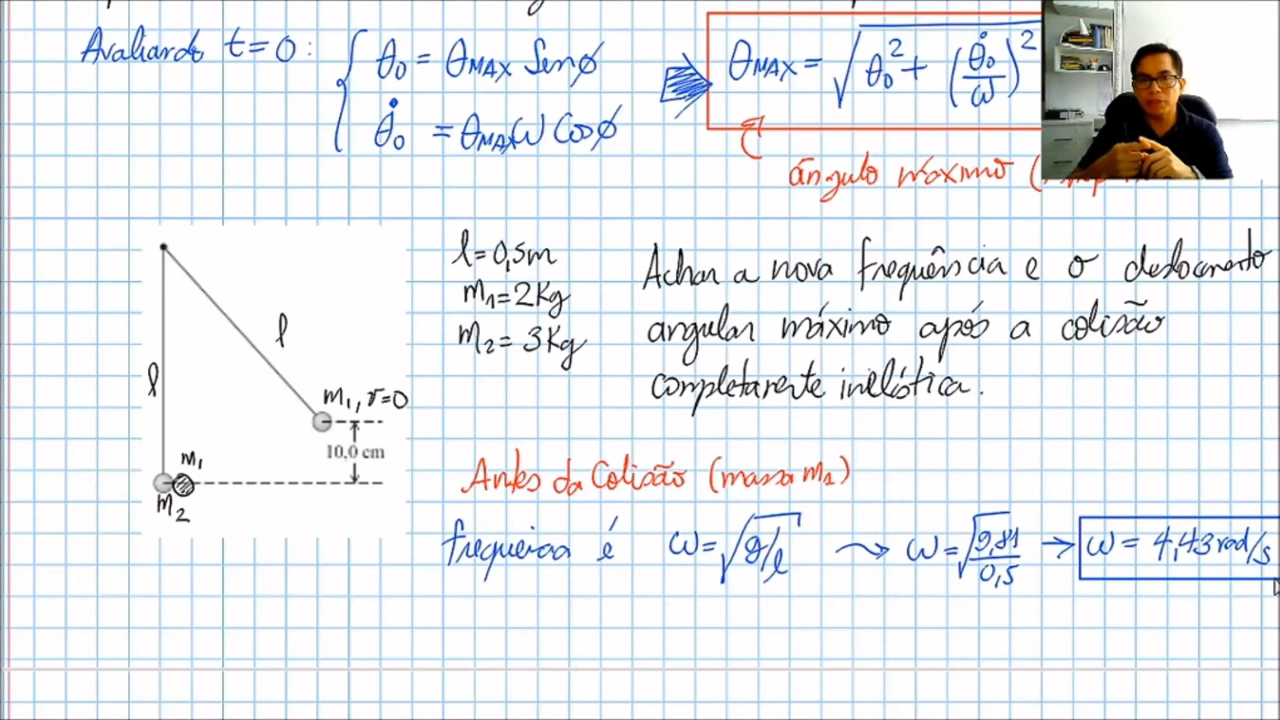 Avaliando t=0: { θ₀ = θMAX Senϕ
θ̇₀ = θMAX ω Cosϕ
θMAX = √θ₀² + (θ̇₀/ω)²
ângulo máximo (
l=0,5m
m₁=2Kg
m₂=3Kg
Achar a nova frequência e o deslocamento
angular máximo após a colisão
completamente inelástica.
l
l
m₁, v=0
10,0 cm
m₁
m₂
Antes da Colisão (massa m₁)
frequência é ω=√g/l ⟿ ω=√9,81/0,5 → ω= 4,43 rad/s